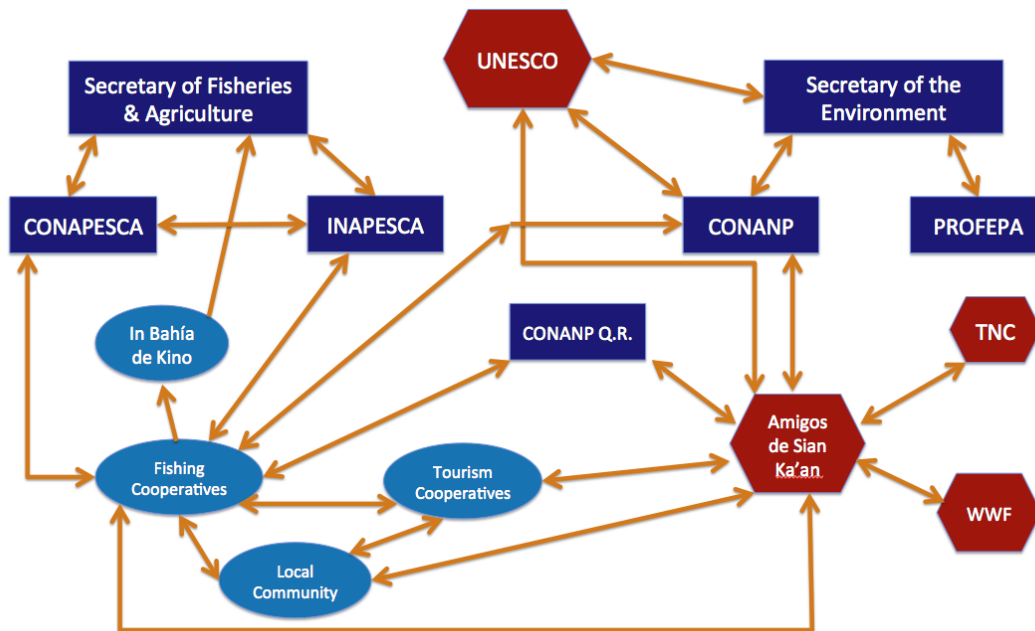 UNESCO
Secretary of Fisheries
& Agriculture
Secretary of the
Environment
CONAPESCA
INAPESCA
CONANP
PROFEPA
In Bahía
de Kino
CONANP Q.R.
TNC
Amigos
de Sian
Ka'an
Fishing
Cooperatives
Tourism
Cooperatives
WWF
Local
Community